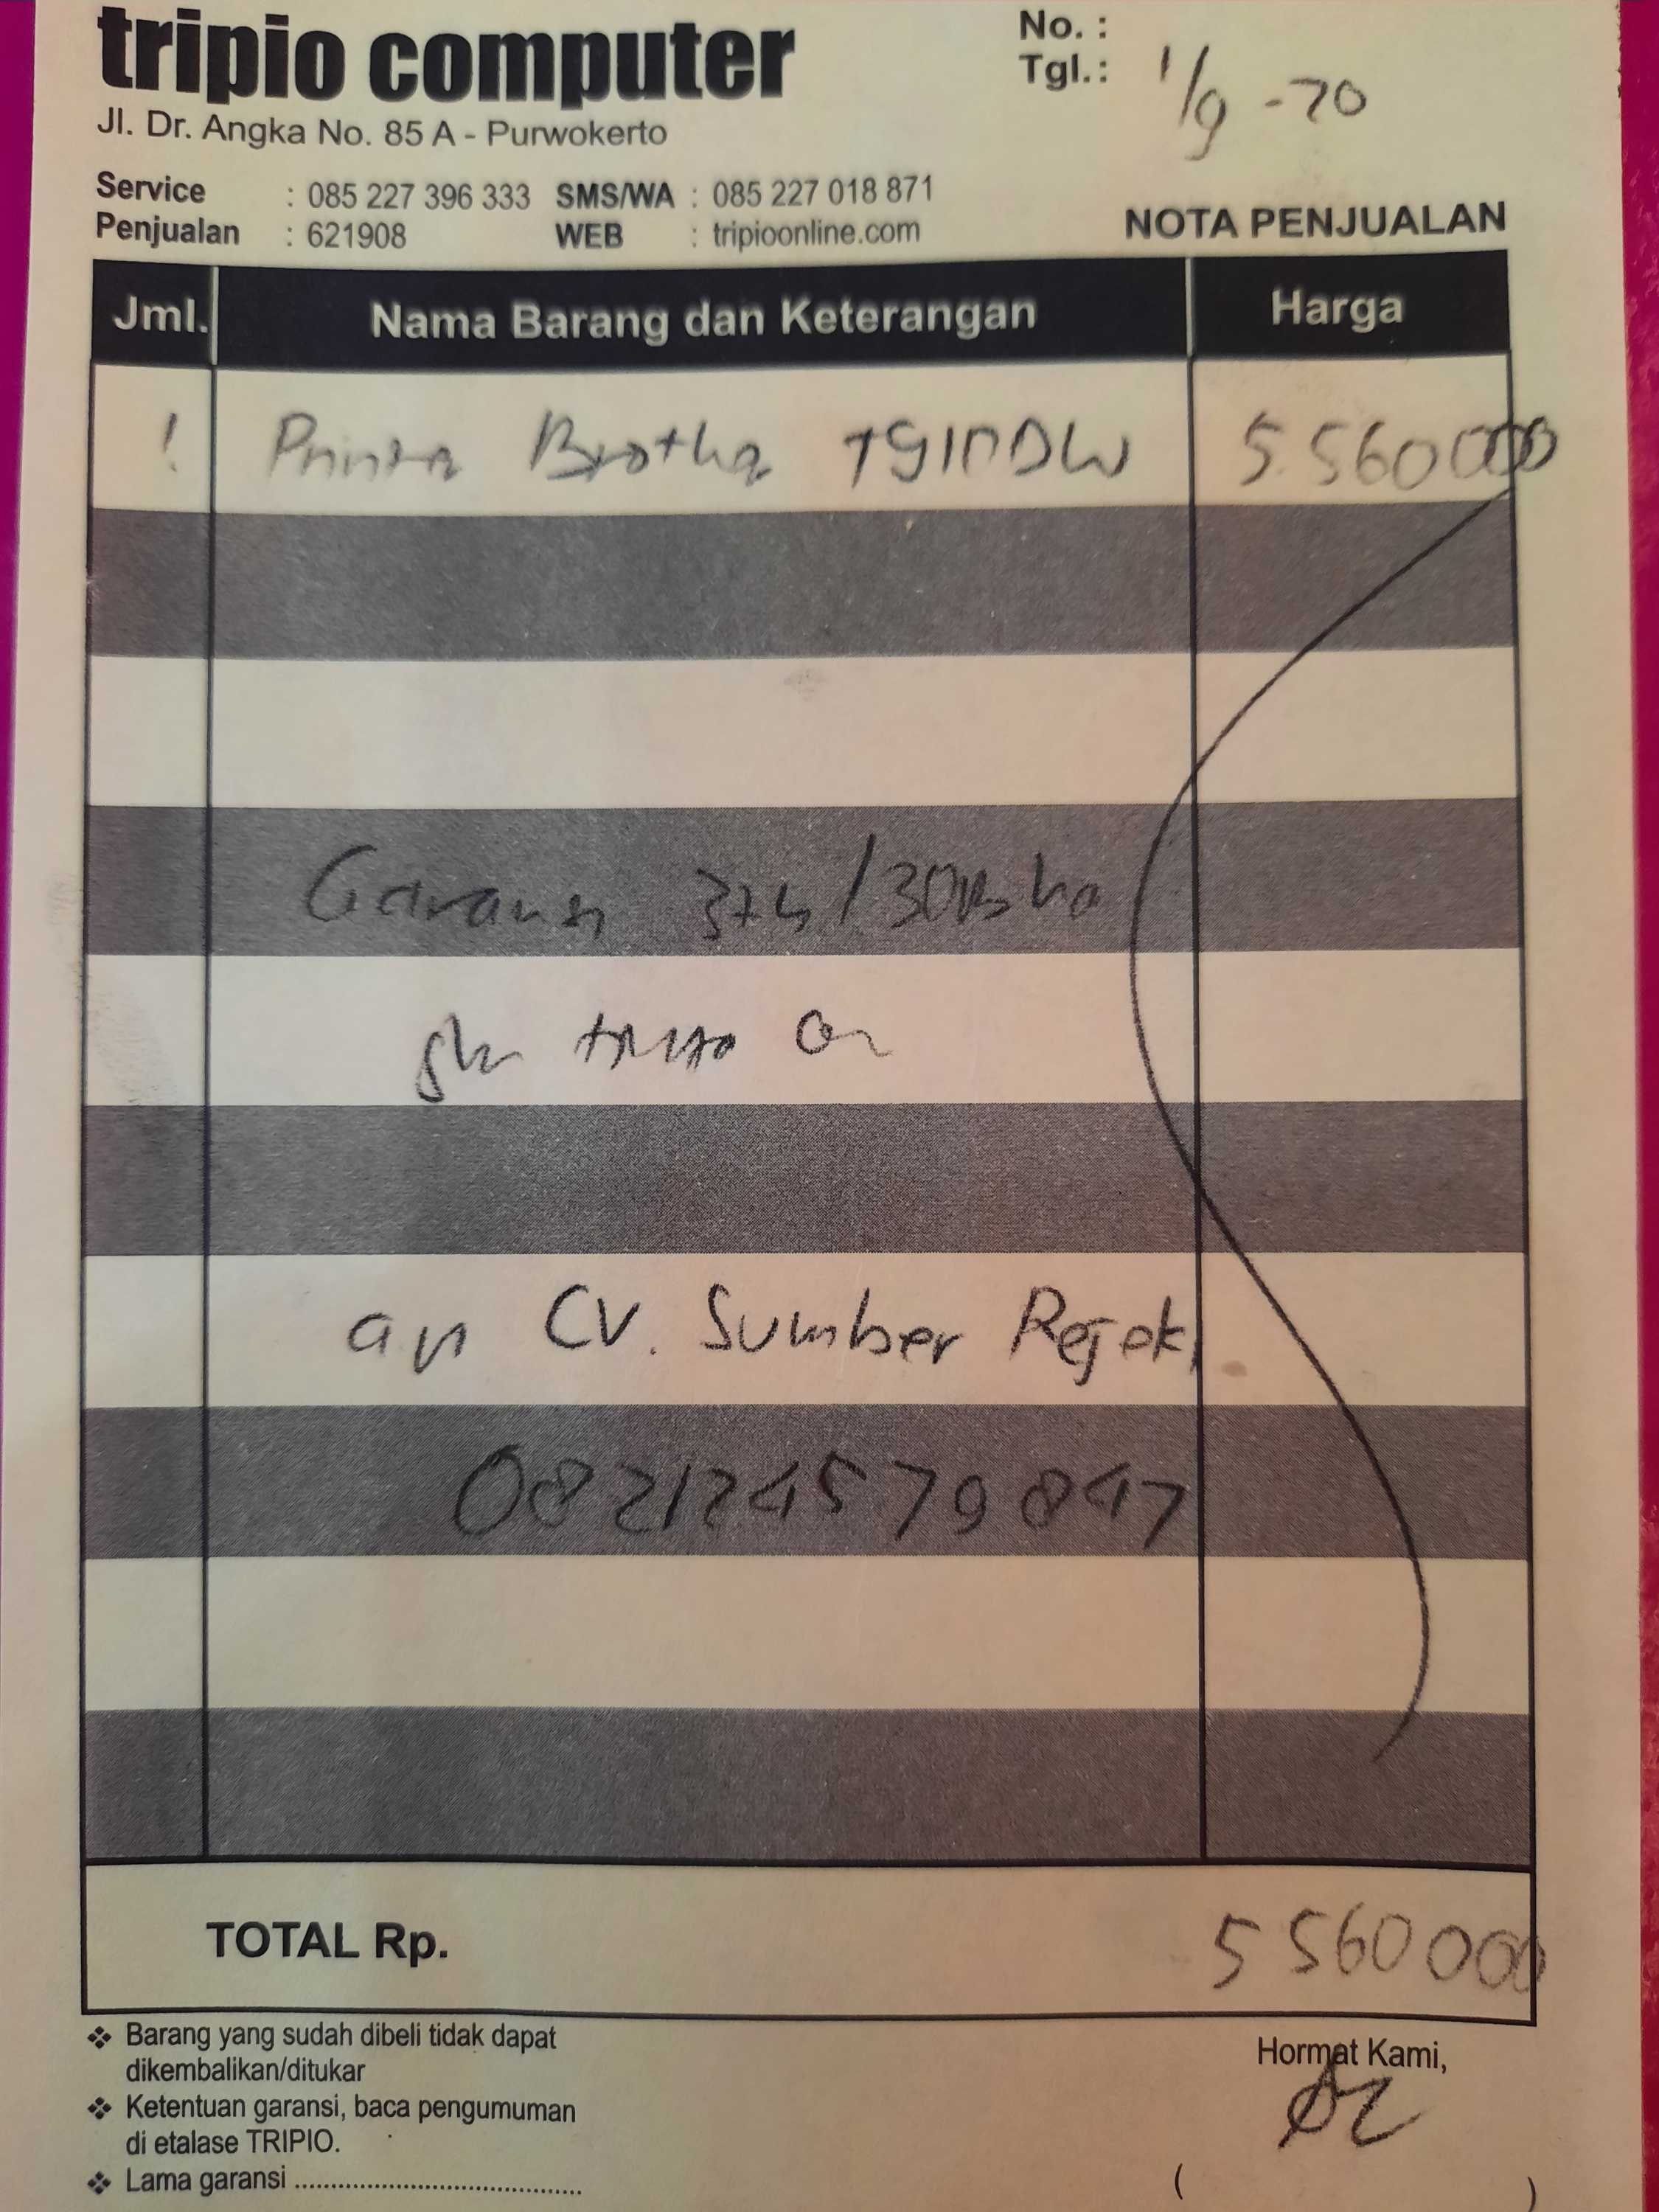 tripio computer
Jl. Dr. Angka No. 85 A - Purwokerto
No. :
Tgl.: 1/9 -20
Service : 085 227 396 333 SMS/WA : 085 227 018 871
Penjualan : 621908 WEB : tripioonline.com
NOTA PENJUALAN
Jml. Nama Barang dan Keterangan Harga
1 Printer Brother T910DW 5.560000
Garansi 3th/30
an CV. Sumber Rejeki
082124579847
TOTAL Rp. 5560000
❖ Barang yang sudah dibeli tidak dapat
dikembalikan/ditukar
❖ Ketentuan garansi, baca pengumuman
di etalase TRIPIO.
❖ Lama garansi ..........................................
Hormat Kami,
( )